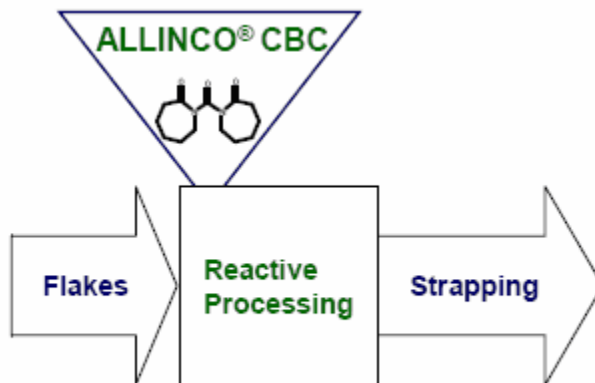 ALLINCO® CBC
O O O
N N
Flakes
Reactive
Processing
Strapping